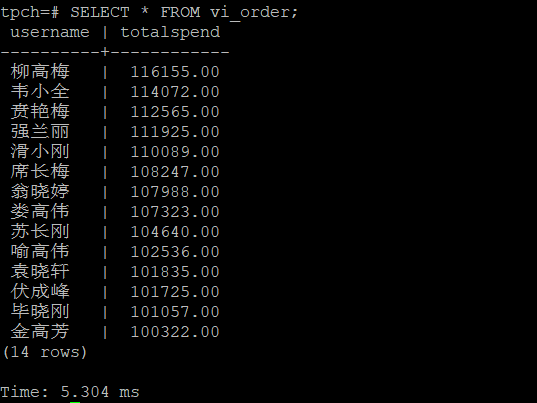 tpch=# SELECT * FROM vi_order;
 username | totalspend
----------+------------
 柳高梅   |  116155.00
 韦小全   |  114072.00
 贲艳梅   |  112565.00
 强兰丽   |  111925.00
 滑小刚   |  110089.00
 席长梅   |  108247.00
 翁晓婷   |  107988.00
 娄高伟   |  107323.00
 苏长刚   |  104640.00
 喻高伟   |  102536.00
 袁晓轩   |  101835.00
 伏成峰   |  101725.00
 毕晓刚   |  101057.00
 金高芳   |  100322.00
(14 rows)
Time: 5.304 ms